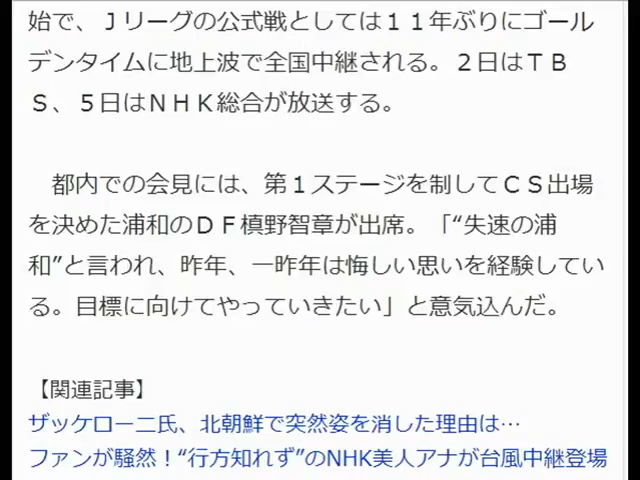 始で、Ｊリーグの公式戦としては１１年ぶりにゴール
デンタイムに地上波で全国中継される。２日はＴＢ
Ｓ、５日はＮＨＫ総合が放送する。
都内での会見には、第１ステージを制してＣＳ出場
を決めた浦和のＤＦ槙野智章が出席。「“失速の浦
和”と言われ、昨年、一昨年は悔しい思いを経験してい
る。目標に向けてやっていきたい」と意気込んだ。
【関連記事】
ザッケローニ氏、北朝鮮で突然姿を消した理由は…
ファンが騒然！“行方知れず”のNHK美人アナが台風中継登場